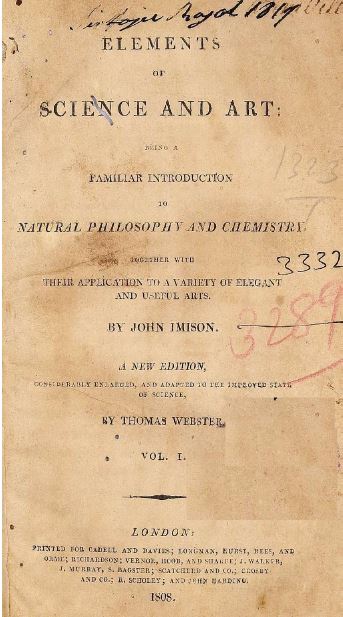 Royal 1819
ELEMENTS
OF
SCIENCE AND ART:
BEING A
FAMILIAR INTRODUCTION
TO
NATURAL PHILOSOPHY AND CHEMISTRY.
TOGETHER WITH
THEIR APPLICATION TO A VARIETY OF ELEGANT
AND USEFUL ARTS.
BY JOHN IMISON.
A NEW EDITION,
CONSIDERABLY ENLARGED, AND ADAPTED TO THE IMPROVED STATE
OF SCIENCE,
BY THOMAS WEBSTER.
VOL. I.
1323
I
3332
3289
LONDON:
PRINTED FOR CADELL AND DAVIES; LONGMAN, HURST, REES, AND
ORME; RICHARDSON; VERNOR, HOOD, AND SHARPE; J. WALKER;
J. MURRAY; S. BAGSTER; SCATCHERD AND CO.; CROSBY
AND CO.; R. SCHOLEY; AND JOHN HARDING.
1808.